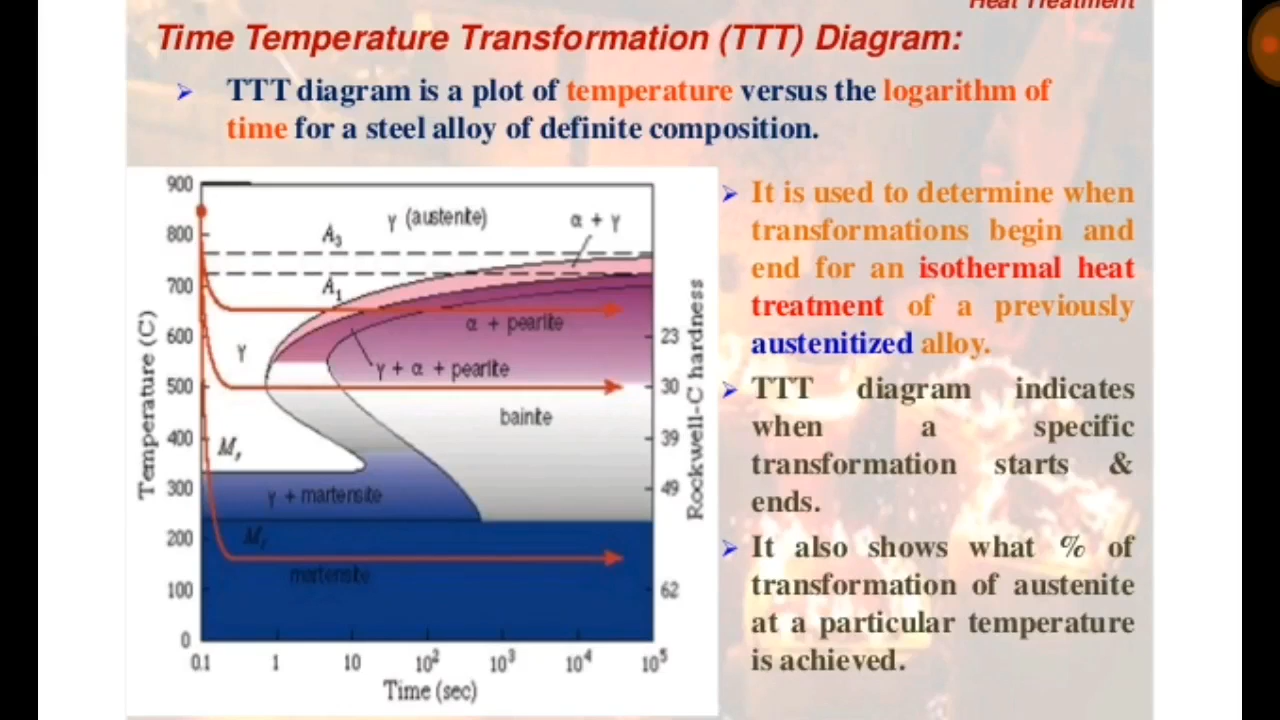 Heat Treatment
Time Temperature Transformation (TTT) Diagram:
TTT diagram is a plot of temperature versus the logarithm of
time for a steel alloy of definite composition.
900
800
700
600
500
400
300
200
100
0
Temperature (C)
γ (austenite)
α + γ
A3
A1
α + pearlite
γ
γ + α + pearlite
bainite
Ms
γ + martensite
martensite
23
30
39
49
62
Rockwell-C hardness
0.1 1 10 10² 10³ 10⁴ 10⁵
Time (sec)
It is used to determine when
transformations begin and
end for an isothermal heat
treatment of a previously
austenitized alloy.
TTT diagram indicates
when a specific
transformation starts &
ends.
It also shows what % of
transformation of austenite
at a particular temperature
is achieved.